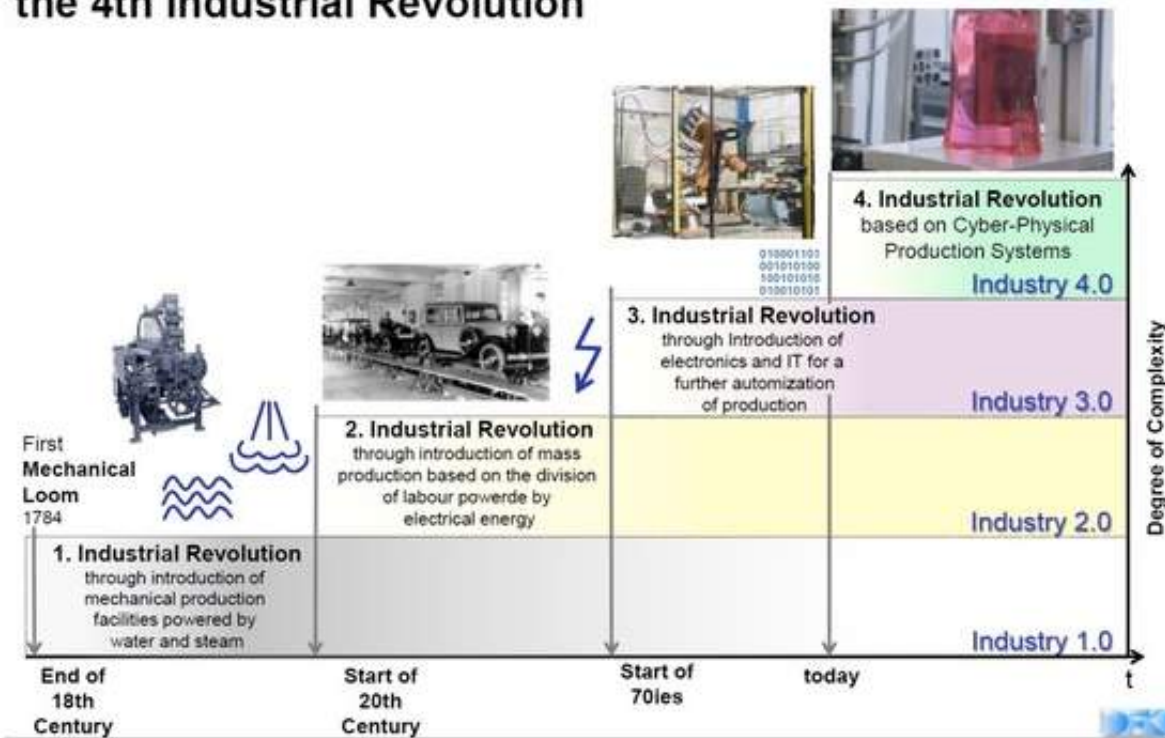 the 4th Industrial Revolution
4. Industrial Revolution
based on Cyber-Physical
Production Systems
Industry 4.0
010001101
001010100
100101010
010010101
3. Industrial Revolution
through Introduction of
electronics and IT for a
further automization
of production
Industry 3.0
2. Industrial Revolution
through introduction of mass
production based on the division
of labour powerde by
electrical energy
Industry 2.0
First
Mechanical
Loom
1784
1. Industrial Revolution
through introduction of
mechanical production
facilities powered by
water and steam
Industry 1.0
Degree of Complexity
End of
18th
Century
Start of
20th
Century
Start of
70ies
today
t